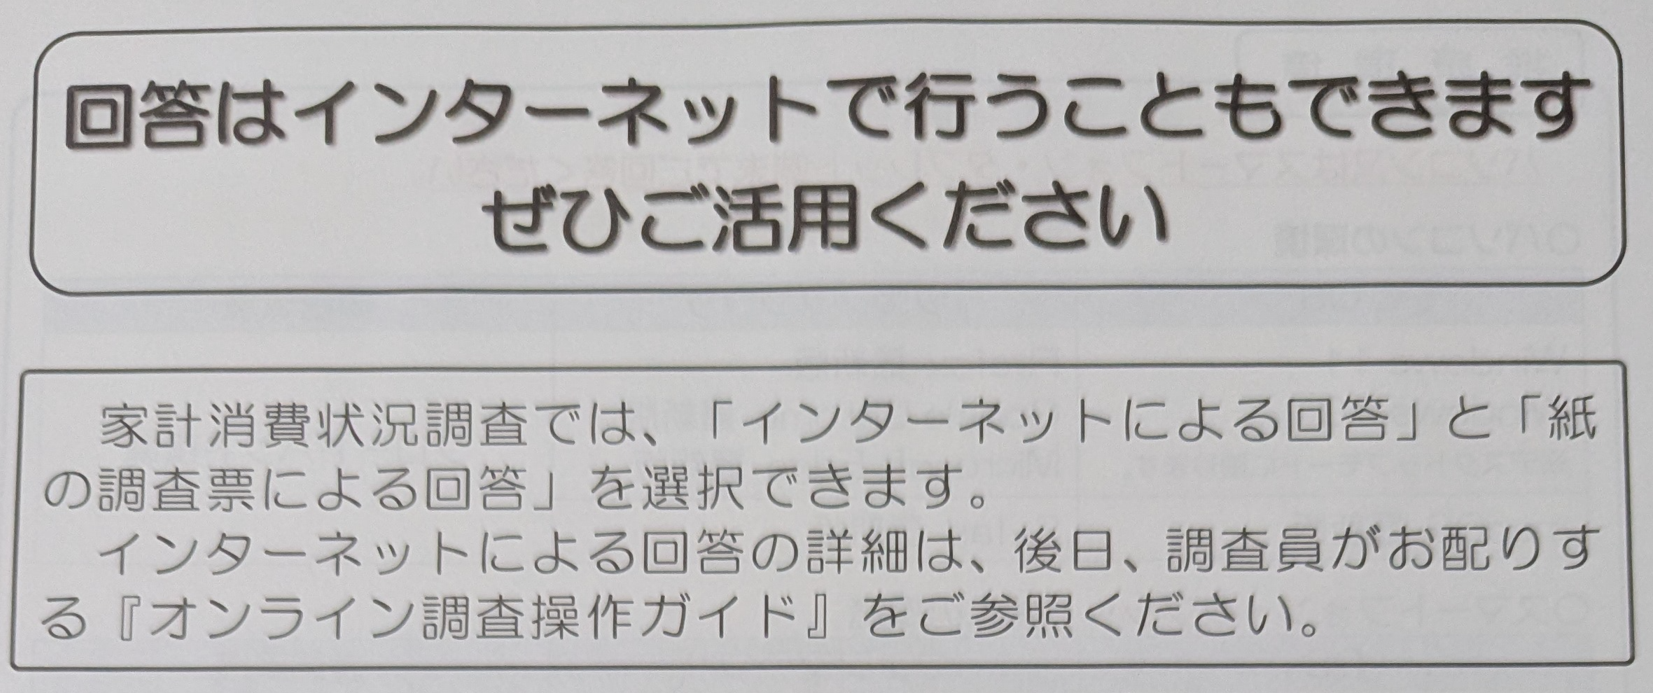 回答はインターネットで行うこともできます
ぜひご活用ください
家計消費状況調査では、「インターネットによる回答」と「紙
の調査票による回答」を選択できます。
インターネットによる回答の詳細は、後日、調査員がお配りす
る『オンライン調査操作ガイド』をご参照ください。